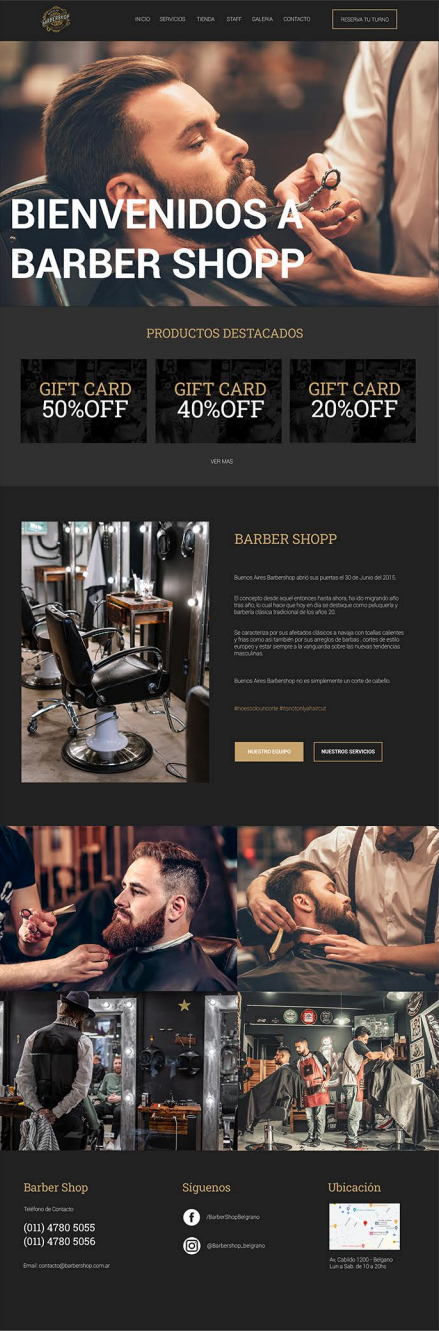 BARBERSHOP
INICIO SERVICIOS TIENDA STAFF GALERIA CONTACTO RESERVA TU TURNO
BIENVENIDOS A
BARBER SHOPP
PRODUCTOS DESTACADOS
GIFT CARD
50%OFF
GIFT CARD
40%OFF
GIFT CARD
20%OFF
VER MAS
BARBER SHOPP
Buenos Aires Barbershop abrió sus puertas el 30 de Junio del 2015.
El concepto desde aquel entonces hasta ahora, ha ido migrando año
tras año, lo cual hace que hoy en día se destaque como peluquería y
barbería clásica tradicional de los años 20.
Se caracteriza por sus afeitados clásicos a navaja con toallas calientes
y frias como así también por sus arreglos de barbas , cortes de estilo
europeo y estar siempre a la vanguardia sobre las nuevas tendencias
masculinas.
Buenos Aires Barbershop no es simplemente un corte de cabello.
#noessolouncorte #itsnotonlyahaircut
NUESTRO EQUIPO NUESTROS SERVICIOS
Barber Shop
Teléfono de Contacto:
(011) 4780 5055
(011) 4780 5056
Email: contacto@barbershop.com.ar
Síguenos
/BarberShopBelgrano
@Barbershop_belgrano
Ubicación
Av, Cabildo 1200 - Belgano
Lun a Sab. de 10 a 20hs